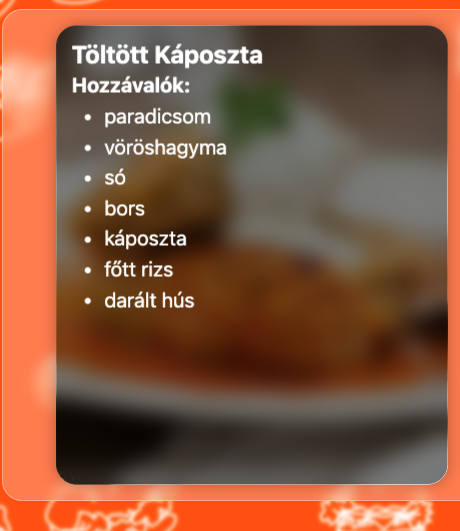 Töltött Káposzta
Hozzávalók:
• paradicsom
• vöröshagyma
• só
• bors
• káposzta
• főtt rizs
• darált hús